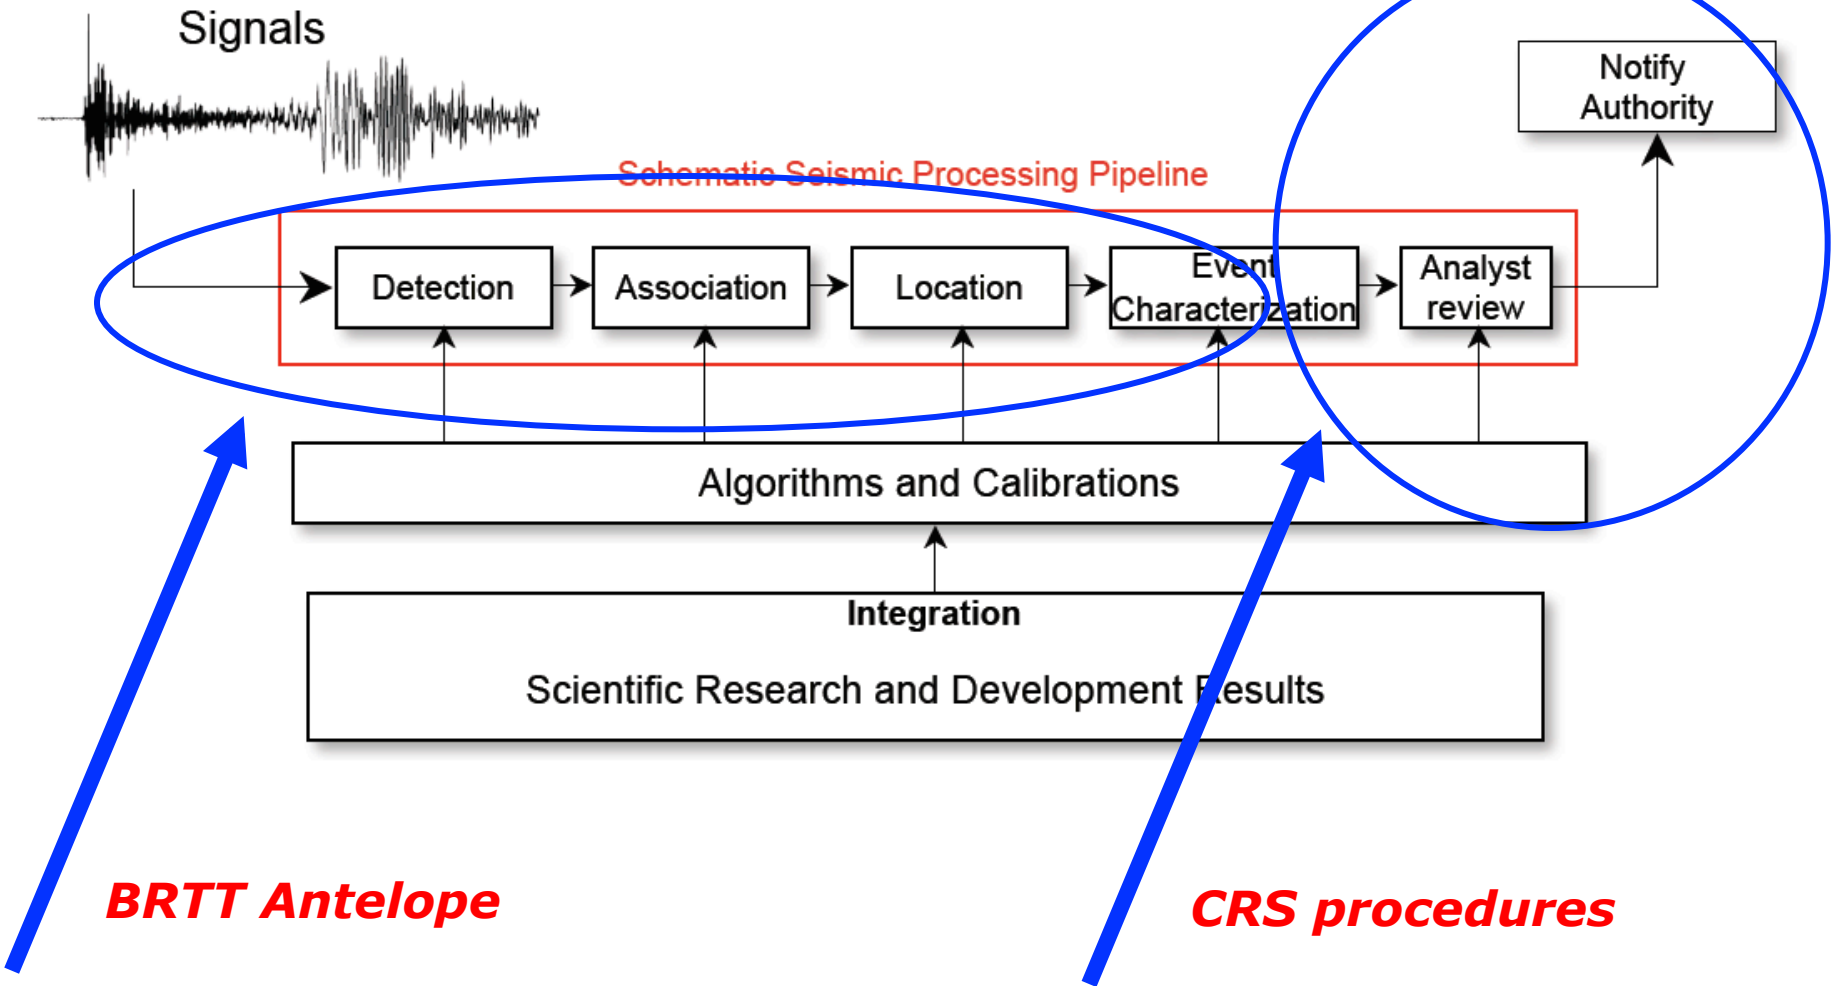 Signals
Notify
Authority
Schematic Seismic Processing Pipeline
Detection
Association
Location
Event
Characterization
Analyst
review
Algorithms and Calibrations
Integration
Scientific Research and Development Results
BRTT Antelope
CRS procedures